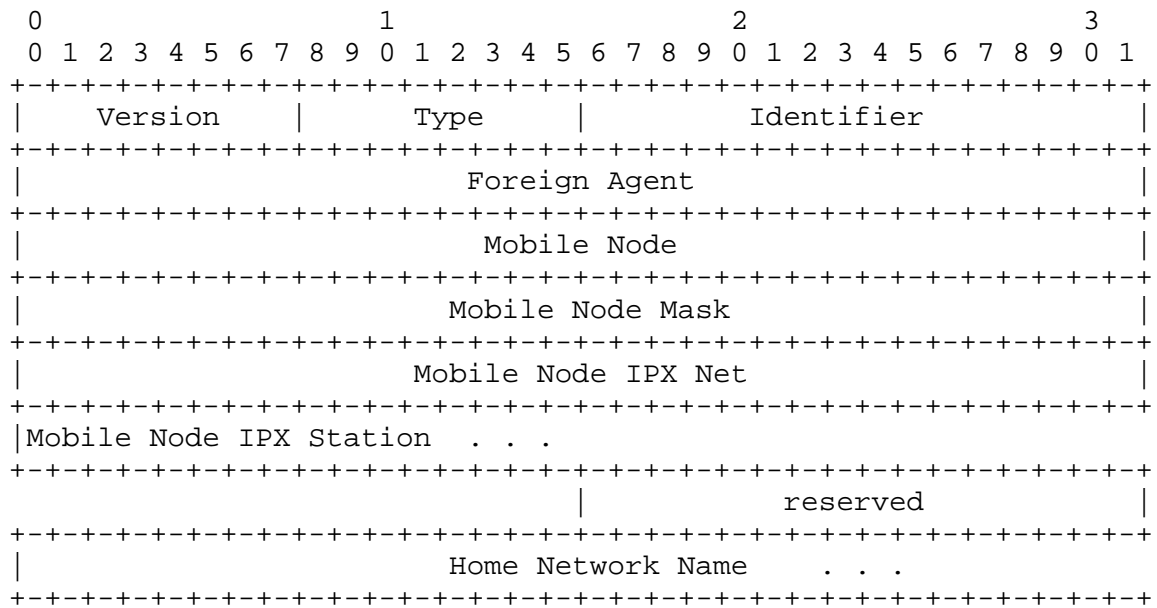 0                   1                   2                   3
 0 1 2 3 4 5 6 7 8 9 0 1 2 3 4 5 6 7 8 9 0 1 2 3 4 5 6 7 8 9 0 1
+-+-+-+-+-+-+-+-+-+-+-+-+-+-+-+-+-+-+-+-+-+-+-+-+-+-+-+-+-+-+-+-+
|    Version    |      Type     |          Identifier           |
+-+-+-+-+-+-+-+-+-+-+-+-+-+-+-+-+-+-+-+-+-+-+-+-+-+-+-+-+-+-+-+-+
|                         Foreign Agent                         |
+-+-+-+-+-+-+-+-+-+-+-+-+-+-+-+-+-+-+-+-+-+-+-+-+-+-+-+-+-+-+-+-+
|                          Mobile Node                          |
+-+-+-+-+-+-+-+-+-+-+-+-+-+-+-+-+-+-+-+-+-+-+-+-+-+-+-+-+-+-+-+-+
|                        Mobile Node Mask                       |
+-+-+-+-+-+-+-+-+-+-+-+-+-+-+-+-+-+-+-+-+-+-+-+-+-+-+-+-+-+-+-+-+
|                      Mobile Node IPX Net                      |
+-+-+-+-+-+-+-+-+-+-+-+-+-+-+-+-+-+-+-+-+-+-+-+-+-+-+-+-+-+-+-+-+
|Mobile Node IPX Station  . . .
+-+-+-+-+-+-+-+-+-+-+-+-+-+-+-+-+-+-+-+-+-+-+-+-+-+-+-+-+-+-+-+-+
                                |           reserved            |
+-+-+-+-+-+-+-+-+-+-+-+-+-+-+-+-+-+-+-+-+-+-+-+-+-+-+-+-+-+-+-+-+
|                        Home Network Name    . . .
+-+-+-+-+-+-+-+-+-+-+-+-+-+-+-+-+-+-+-+-+-+-+-+-+-+-+-+-+-+-+-+-+